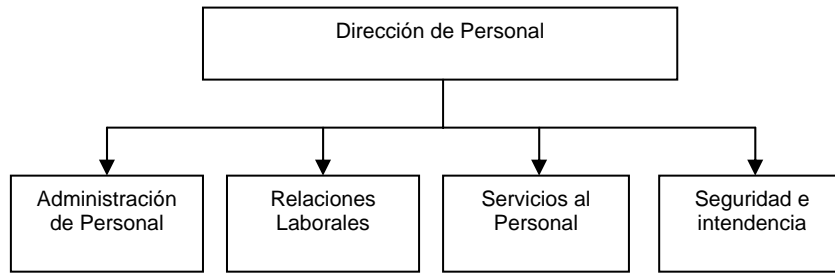 Dirección de Personal
Administración
de Personal
Relaciones
Laborales
Servicios al
Personal
Seguridad e
intendencia